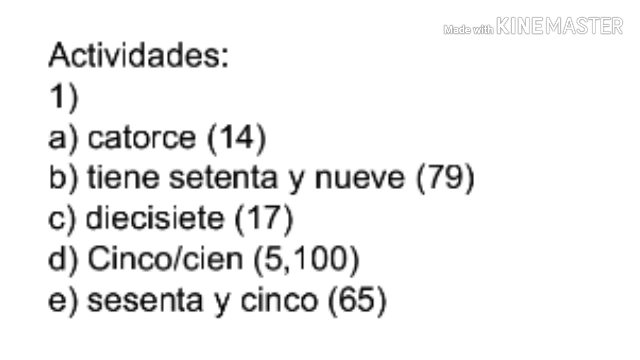 Made with KINEMASTER
Actividades:
1)
a) catorce (14)
b) tiene setenta y nueve (79)
c) diecisiete (17)
d) Cinco/cien (5,100)
e) sesenta y cinco (65)